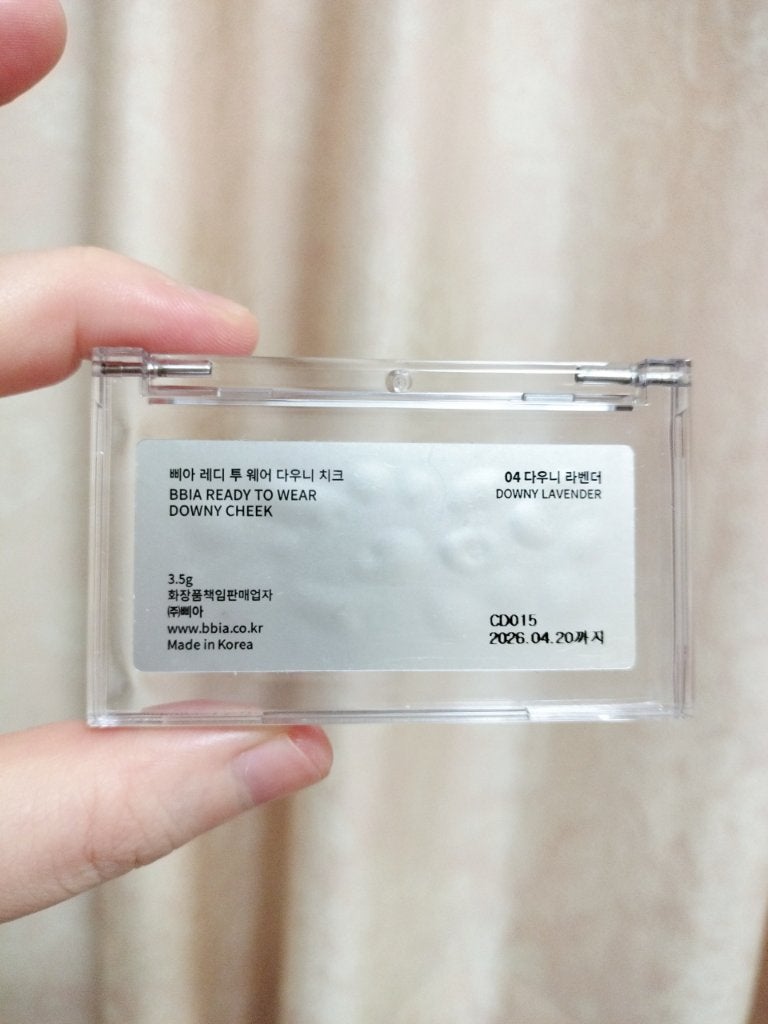 삐아 레디 투 웨어 다우니 치크
BBIA READY TO WEAR
DOWNY CHEEK
04 다우니 라벤더
DOWNY LAVENDER
3.5g
화장품책임판매업자
㈜삐아
www.bbia.co.kr
Made in Korea
CD015
2026.04.20까지